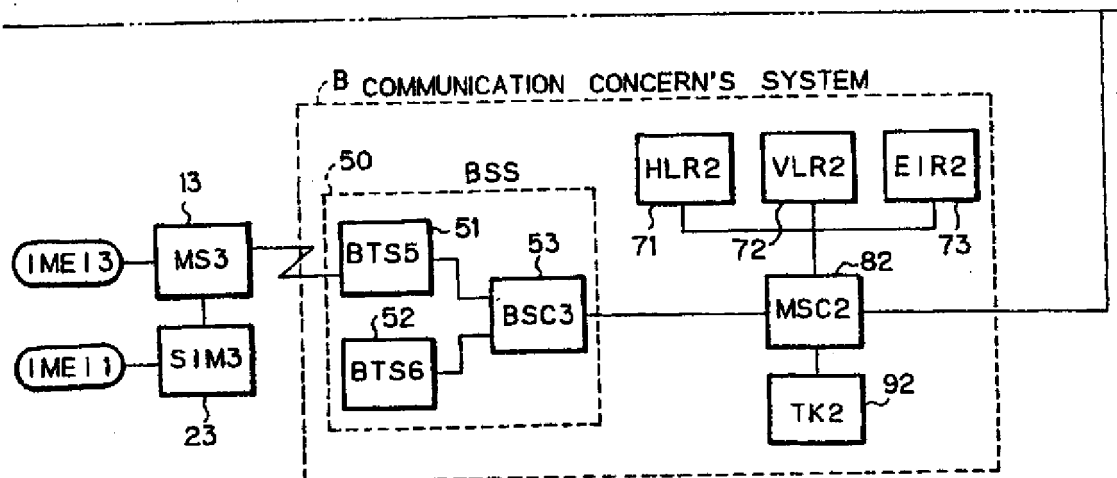 B COMMUNICATION CONCERN'S SYSTEM
50
BSS
HLR2
VLR2
EIR2
13
51
71
72
73
IMEI3
MS3
BTS5
53
82
BSC3
MSC2
52
IMEI1
SIM3
BTS6
92
TK2
23